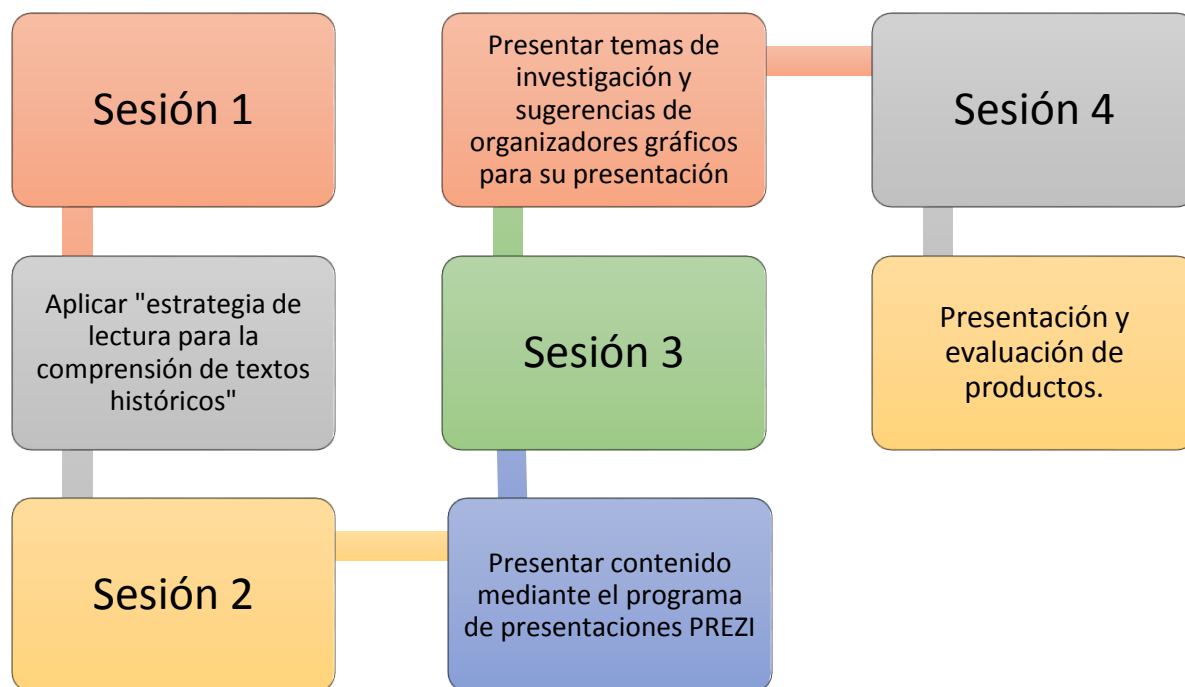 Sesión 1
Aplicar "estrategia de
lectura para la
comprensión de textos
históricos"
Sesión 2
Presentar contenido
mediante el programa
de presentaciones PREZI
Sesión 3
Presentar temas de
investigación y
sugerencias de
organizadores gráficos
para su presentación
Sesión 4
Presentación y
evaluación de
productos.